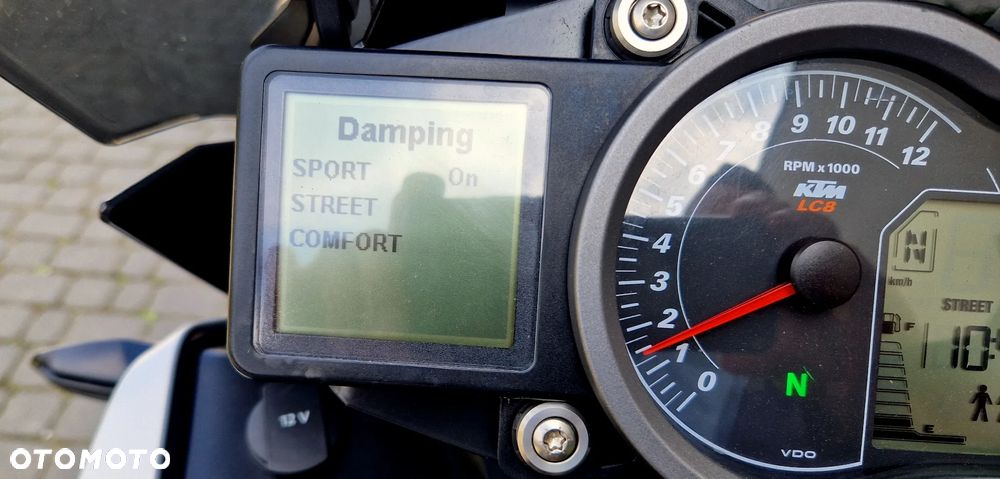 Damping
SPORT On
STREET
COMFORT
12 V
0
1
2
3
4
5
6
7
8
9
10
11
12
RPM x 1000
KTM
LC8
N
VDO
N
km/h
STREET
F
E
OTOMOTO